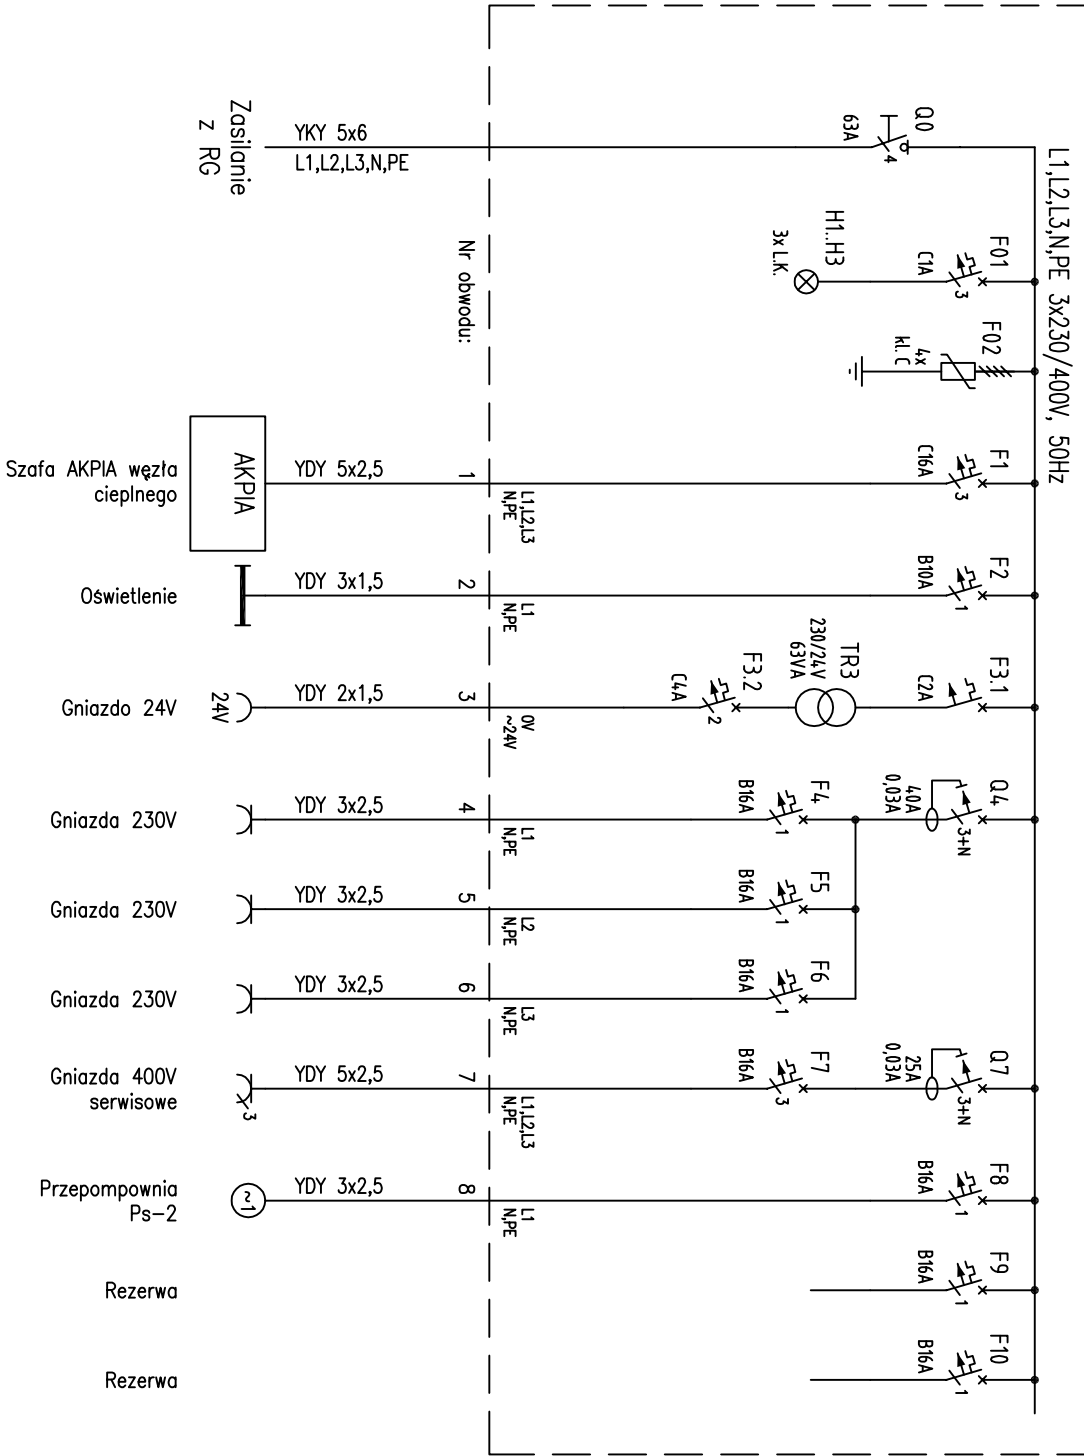 L1,L2,L3,N,PE 3x230/400V, 50Hz
Zasilanie
z RG
YKY 5x6
L1,L2,L3,N,PE
63A
Q0
4
Nr obwodu:
H1..H3
3x L.K.
F01
C1A
3
F02
4x
kl. C
Szafa AKPIA węzła
cieplnego
AKPIA
YDY 5x2,5
1
L1,L2,L3
N,PE
F1
C16A
3
Oświetlenie
YDY 3x1,5
2
L1
N,PE
F2
B10A
1
Gniazdo 24V
24V
YDY 2x1,5
3
0V
~24V
F3.2
C4A
2
TR3
230/24V
63VA
F3.1
C2A
Gniazda 230V
YDY 3x2,5
4
L1
N,PE
F4
B16A
1
Q4
40A
0,03A
3+N
Gniazda 230V
YDY 3x2,5
5
L2
N,PE
F5
B16A
1
Gniazda 230V
YDY 3x2,5
6
L3
N,PE
F6
B16A
1
Gniazda 400V
serwisowe
3
YDY 5x2,5
7
L1,L2,L3
N,PE
F7
B16A
3
Q7
25A
0,03A
3+N
Przepompownia
Ps-2
~1
YDY 3x2,5
8
L1
N,PE
F8
B16A
1
Rezerwa
F9
B16A
1
Rezerwa
F10
B16A
1